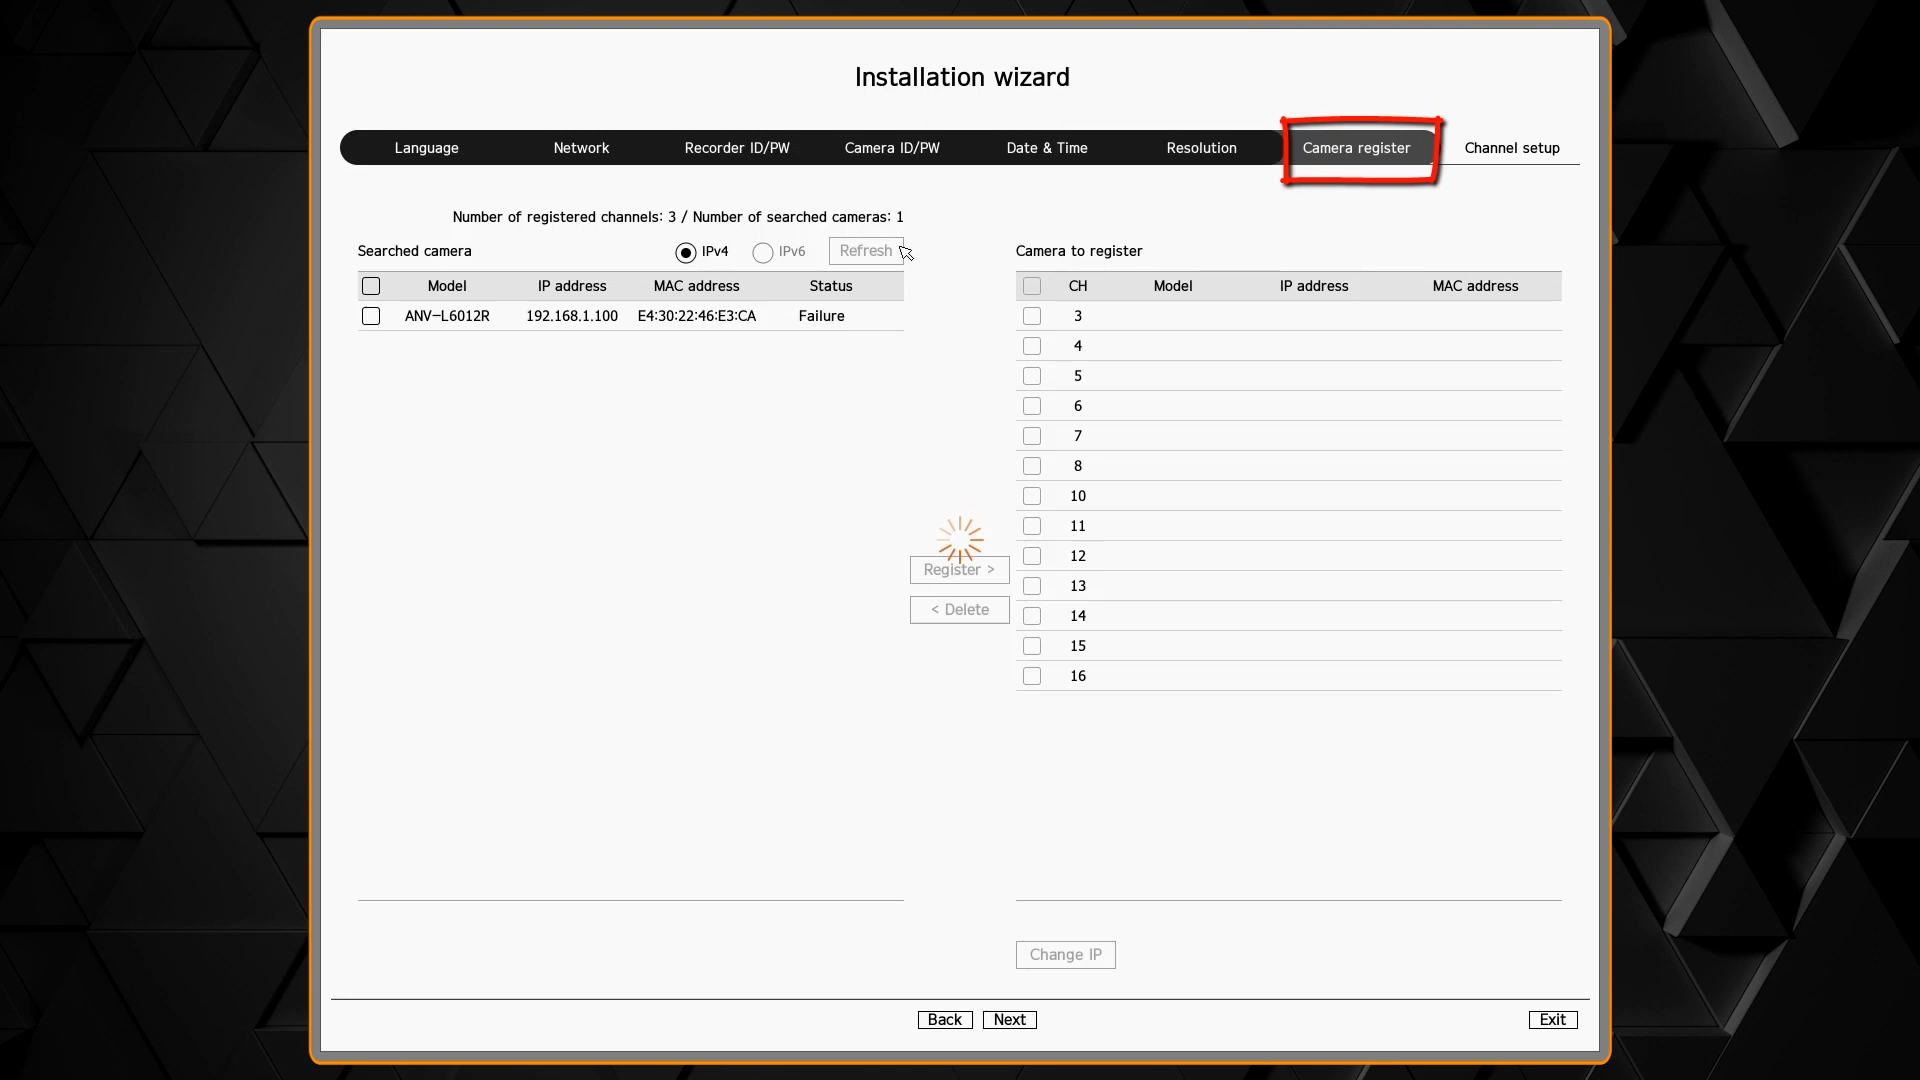 Installation wizard
Language Network Recorder ID/PW Camera ID/PW Date & Time Resolution Camera register Channel setup
Number of registered channels: 3 / Number of searched cameras: 1
Searched camera IPv4 IPv6 Refresh Camera to register
Model IP address MAC address Status CH Model IP address MAC address
ANV-L6012R 192.168.1.100 E4:30:22:46:E3:CA Failure 3
4
5
6
7
8
10
11
12
Register >
13
< Delete
14
15
16
Change IP
Back Next Exit